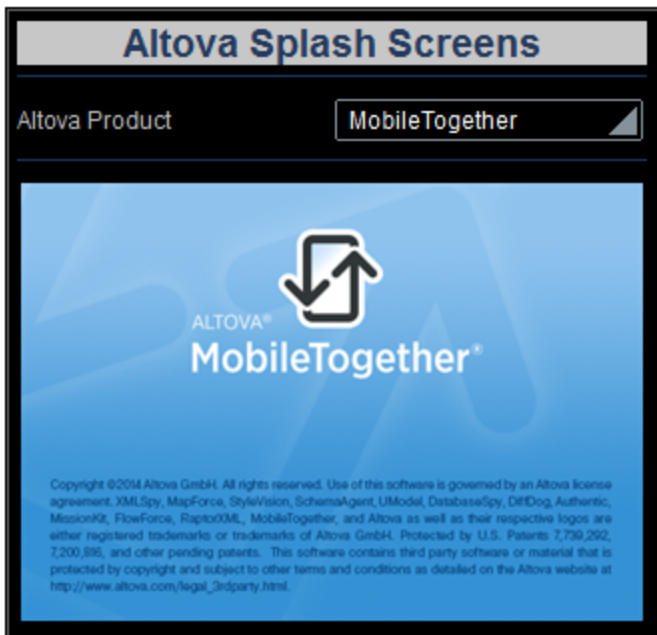 Altova Splash Screens
Altova Product
MobileTogether
ALTOVA®
MobileTogether®
Copyright ©2014 Altova GmbH. All rights reserved. Use of this software is governed by an Altova license
agreement. XMLSpy, MapForce, StyleVision, SchemaAgent, UModel, DatabaseSpy, DiffDog, Authentic,
MissionKit, FlowForce, RaptorXML, MobileTogether, and Altova as well as their respective logos are
either registered trademarks or trademarks of Altova GmbH. Protected by U.S. Patents 7,739,292,
7,200,816, and other pending patents. This software contains third party software or material that is
protected by copyright and subject to other terms and conditions as detailed on the Altova website at
http://www.altova.com/legal_3rdparty.html.